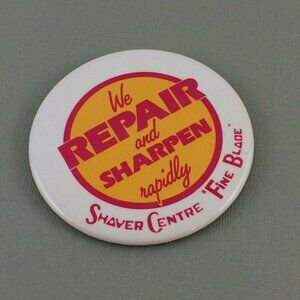 We
REPAIR
and
SHARPEN
rapidly
SHAVER CENTRE "FINE BLADE"